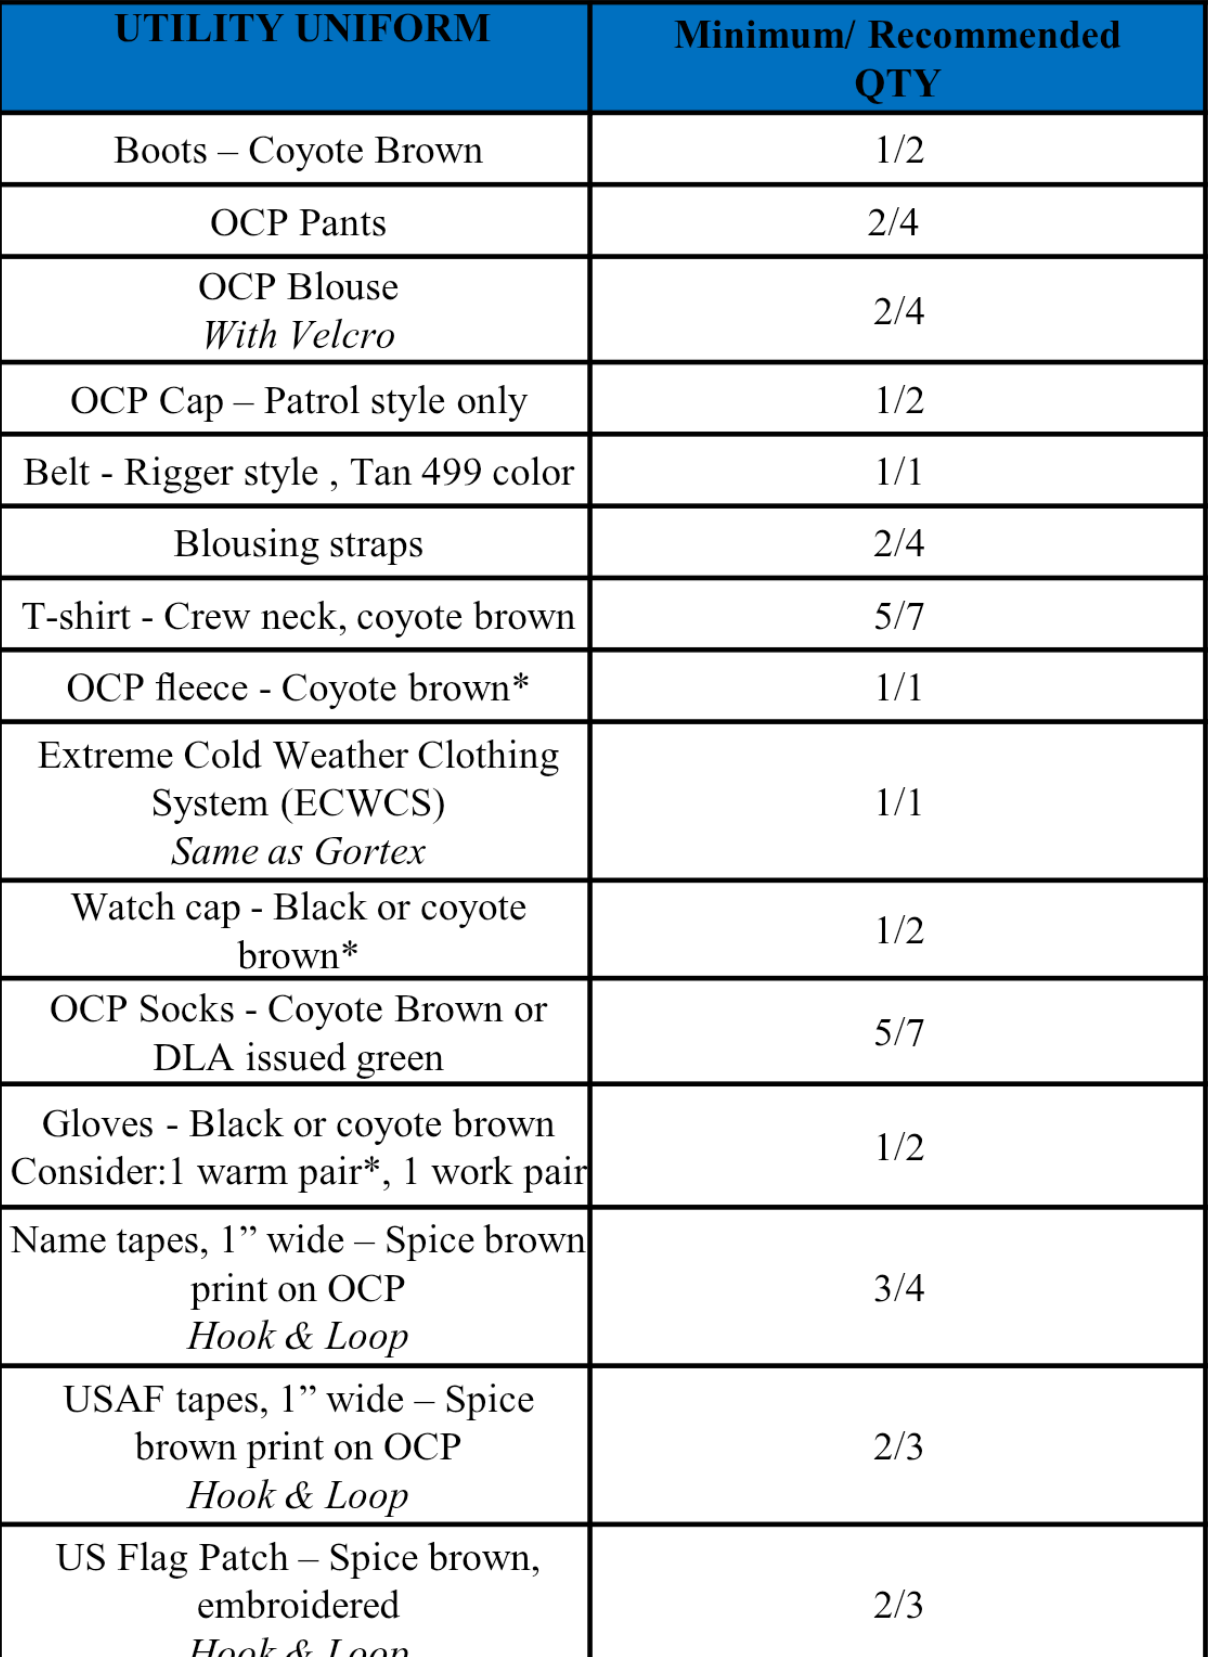 UTILITY UNIFORM
Minimum/ Recommended
QTY
Boots – Coyote Brown
1/2
OCP Pants
2/4
OCP Blouse
With Velcro
2/4
OCP Cap – Patrol style only
1/2
Belt - Rigger style , Tan 499 color
1/1
Blousing straps
2/4
T-shirt - Crew neck, coyote brown
5/7
OCP fleece - Coyote brown*
1/1
Extreme Cold Weather Clothing
System (ECWCS)
Same as Gortex
1/1
Watch cap - Black or coyote
brown*
1/2
OCP Socks - Coyote Brown or
DLA issued green
5/7
Gloves - Black or coyote brown
Consider:1 warm pair*, 1 work pair
1/2
Name tapes, 1” wide – Spice brown
print on OCP
Hook & Loop
3/4
USAF tapes, 1” wide – Spice
brown print on OCP
Hook & Loop
2/3
US Flag Patch – Spice brown,
embroidered
Hook & Loop
2/3